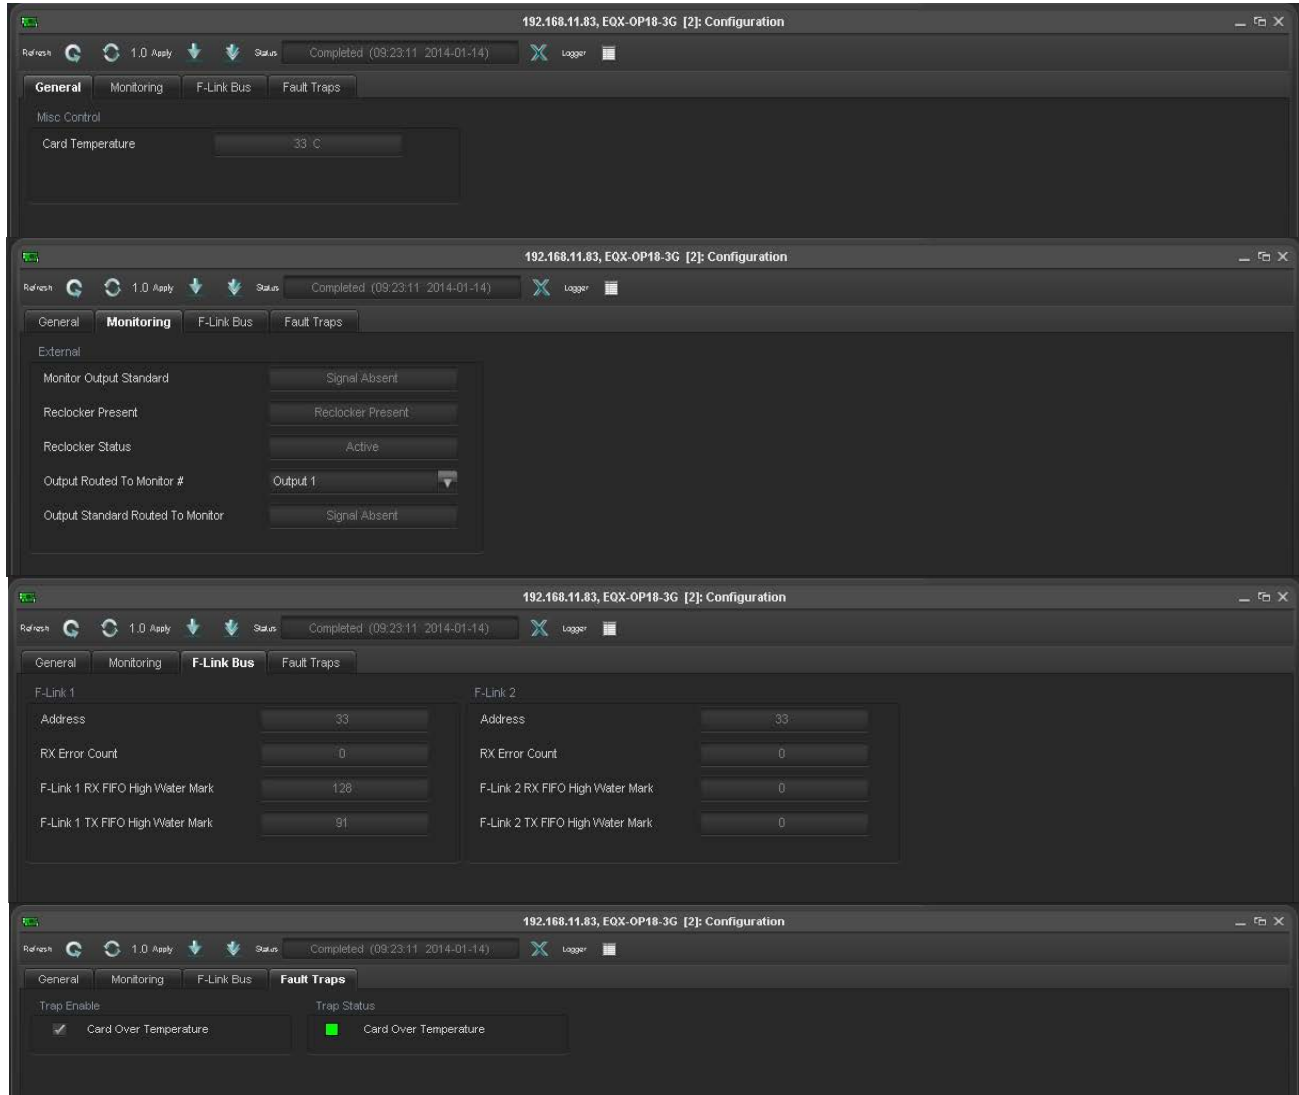 192.168.11.83, EQX-OP18-3G [2]: Configuration
Refresh 1.0 Apply Status Completed (09:23:11 2014-01-14) Logger
General Monitoring F-Link Bus Fault Traps
Misc Control
Card Temperature 33 C
192.168.11.83, EQX-OP18-3G [2]: Configuration
Refresh 1.0 Apply Status Completed (09:23:11 2014-01-14) Logger
General Monitoring F-Link Bus Fault Traps
External
Monitor Output Standard Signal Absent
Reclocker Present Reclocker Present
Reclocker Status Active
Output Routed To Monitor # Output 1
Output Standard Routed To Monitor Signal Absent
192.168.11.83, EQX-OP18-3G [2]: Configuration
Refresh 1.0 Apply Status Completed (09:23:11 2014-01-14) Logger
General Monitoring F-Link Bus Fault Traps
F-Link 1 F-Link 2
Address 33 Address 33
RX Error Count 0 RX Error Count 0
F-Link 1 RX FIFO High Water Mark 128 F-Link 2 RX FIFO High Water Mark 0
F-Link 1 TX FIFO High Water Mark 91 F-Link 2 TX FIFO High Water Mark 0
192.168.11.83, EQX-OP18-3G [2]: Configuration
Refresh 1.0 Apply Status Completed (09:23:11 2014-01-14) Logger
General Monitoring F-Link Bus Fault Traps
Trap Enable Trap Status
Card Over Temperature Card Over Temperature